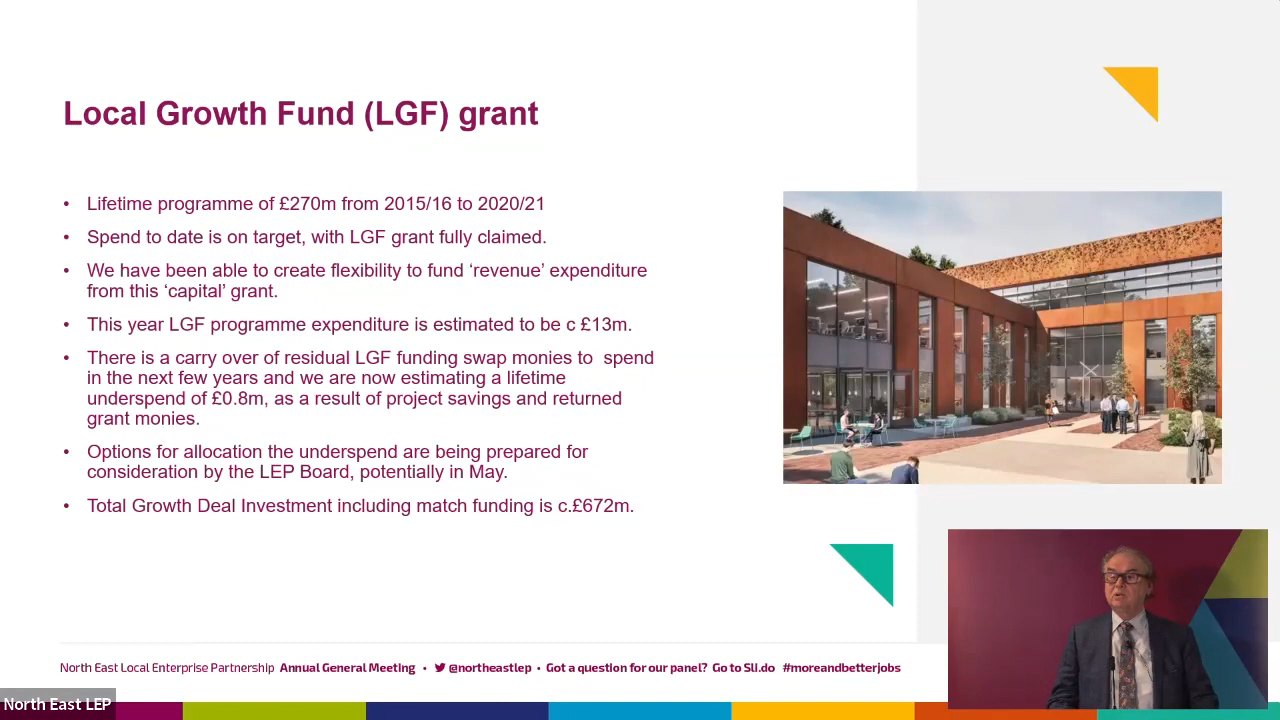 Local Growth Fund (LGF) grant
• Lifetime programme of £270m from 2015/16 to 2020/21
• Spend to date is on target, with LGF grant fully claimed.
• We have been able to create flexibility to fund ‘revenue’ expenditure
from this ‘capital’ grant.
• This year LGF programme expenditure is estimated to be c £13m.
• There is a carry over of residual LGF funding swap monies to spend
in the next few years and we are now estimating a lifetime
underspend of £0.8m, as a result of project savings and returned
grant monies.
• Options for allocation the underspend are being prepared for
consideration by the LEP Board, potentially in May.
• Total Growth Deal Investment including match funding is c.£672m.
North East Local Enterprise Partnership Annual General Meeting • @northeastlep • Got a question for our panel? Go to Sli.do #moreandbetterjobs
North East LEP